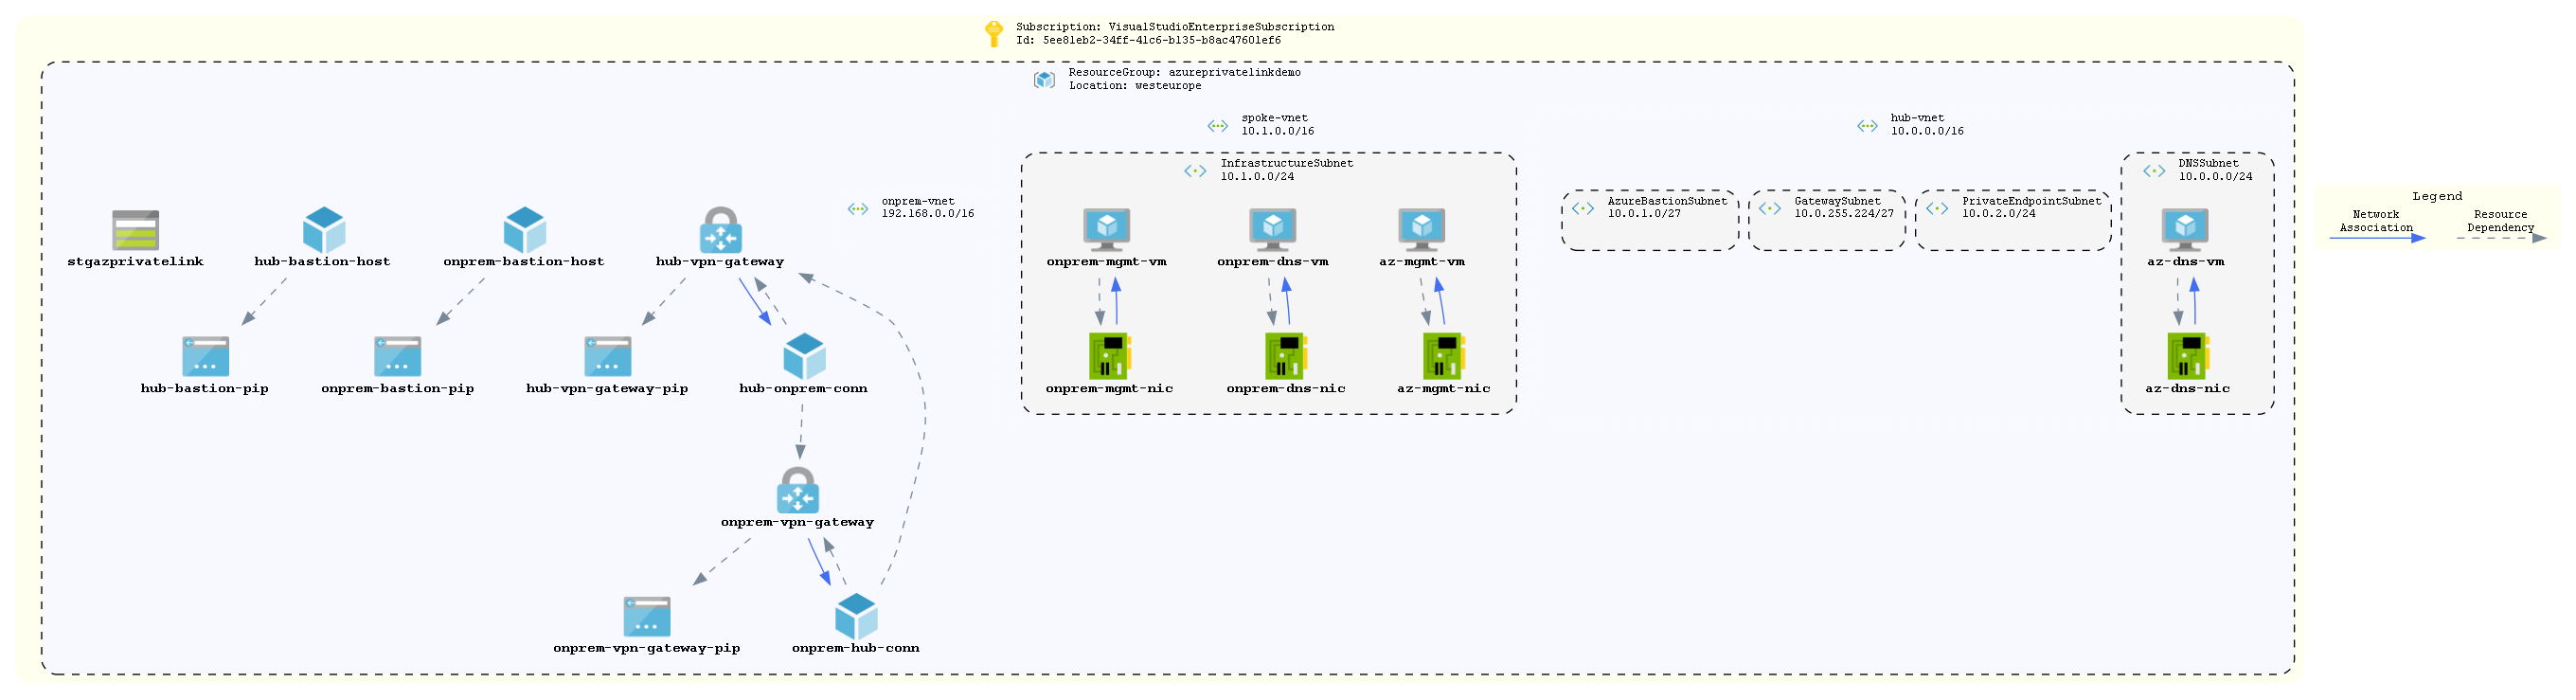 Subscription: VisualStudioEnterpriseSubscription
Id: 5ee81eb2-34ff-41c6-b135-b8ac47601ef6
ResourceGroup: azureprivatelinkdemo
Location: westeurope
spoke-vnet
10.1.0.0/16
hub-vnet
10.0.0.0/16
InfrastructureSubnet
10.1.0.0/24
DNSSubnet
10.0.0.0/24
onprem-vnet
192.168.0.0/16
AzureBastionSubnet
10.0.1.0/27
GatewaySubnet
10.0.255.224/27
PrivateEndpointSubnet
10.0.2.0/24
Legend
Network
Association
Resource
Dependency
stgazprivatelink
hub-bastion-host
onprem-bastion-host
hub-vpn-gateway
onprem-mgmt-vm
onprem-dns-vm
az-mgmt-vm
az-dns-vm
hub-bastion-pip
onprem-bastion-pip
hub-vpn-gateway-pip
hub-onprem-conn
onprem-mgmt-nic
onprem-dns-nic
az-mgmt-nic
az-dns-nic
onprem-vpn-gateway
onprem-vpn-gateway-pip
onprem-hub-conn